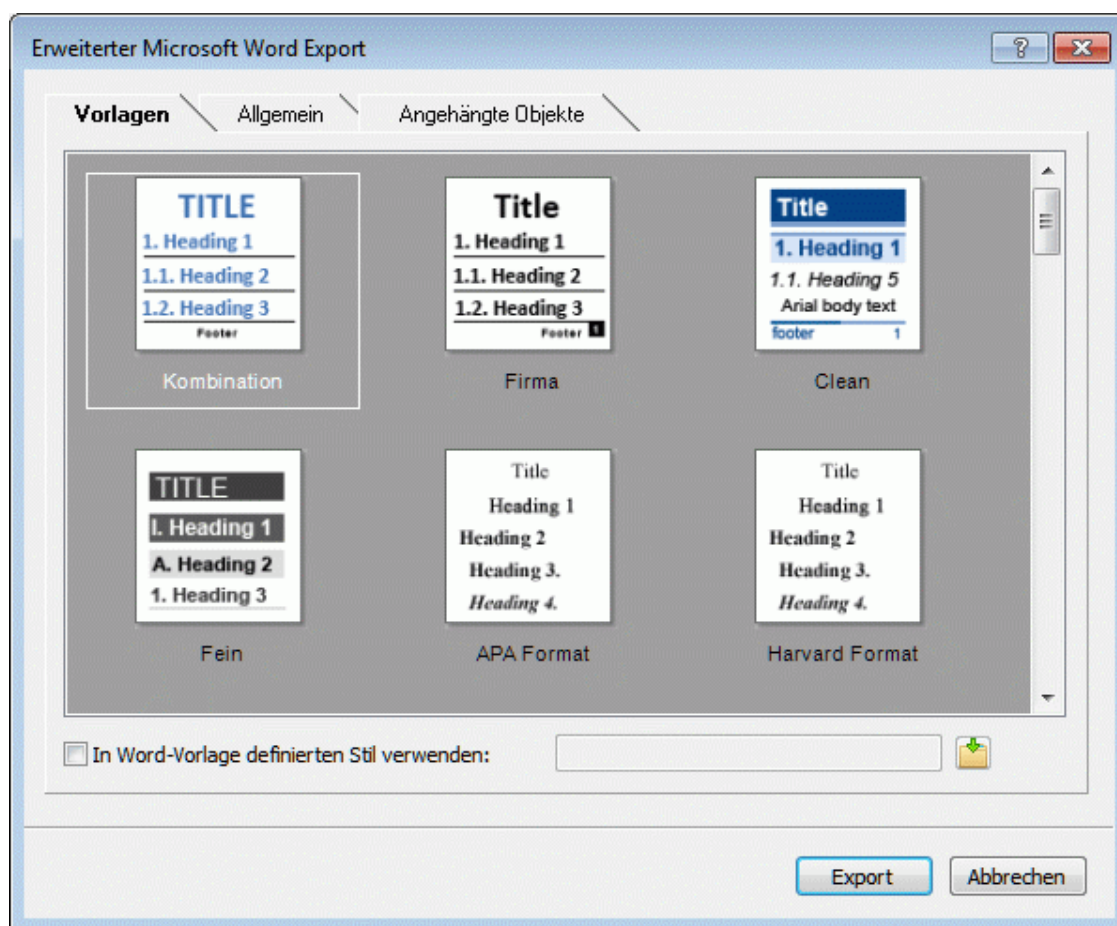 Erweiterter Microsoft Word Export
?
Vorlagen Allgemein Angehängte Objekte
TITLE
1. Heading 1
1.1. Heading 2
1.2. Heading 3
Footer
Kombination
Title
1. Heading 1
1.1. Heading 2
1.2. Heading 3
Footer 1
Firma
Title
1. Heading 1
1.1. Heading 5
Arial body text
footer 1
Clean
TITLE
I. Heading 1
A. Heading 2
1. Heading 3
Fein
Title
Heading 1
Heading 2
Heading 3.
Heading 4.
APA Format
Title
Heading 1
Heading 2
Heading 3.
Heading 4.
Harvard Format
In Word-Vorlage definierten Stil verwenden:
Export Abbrechen